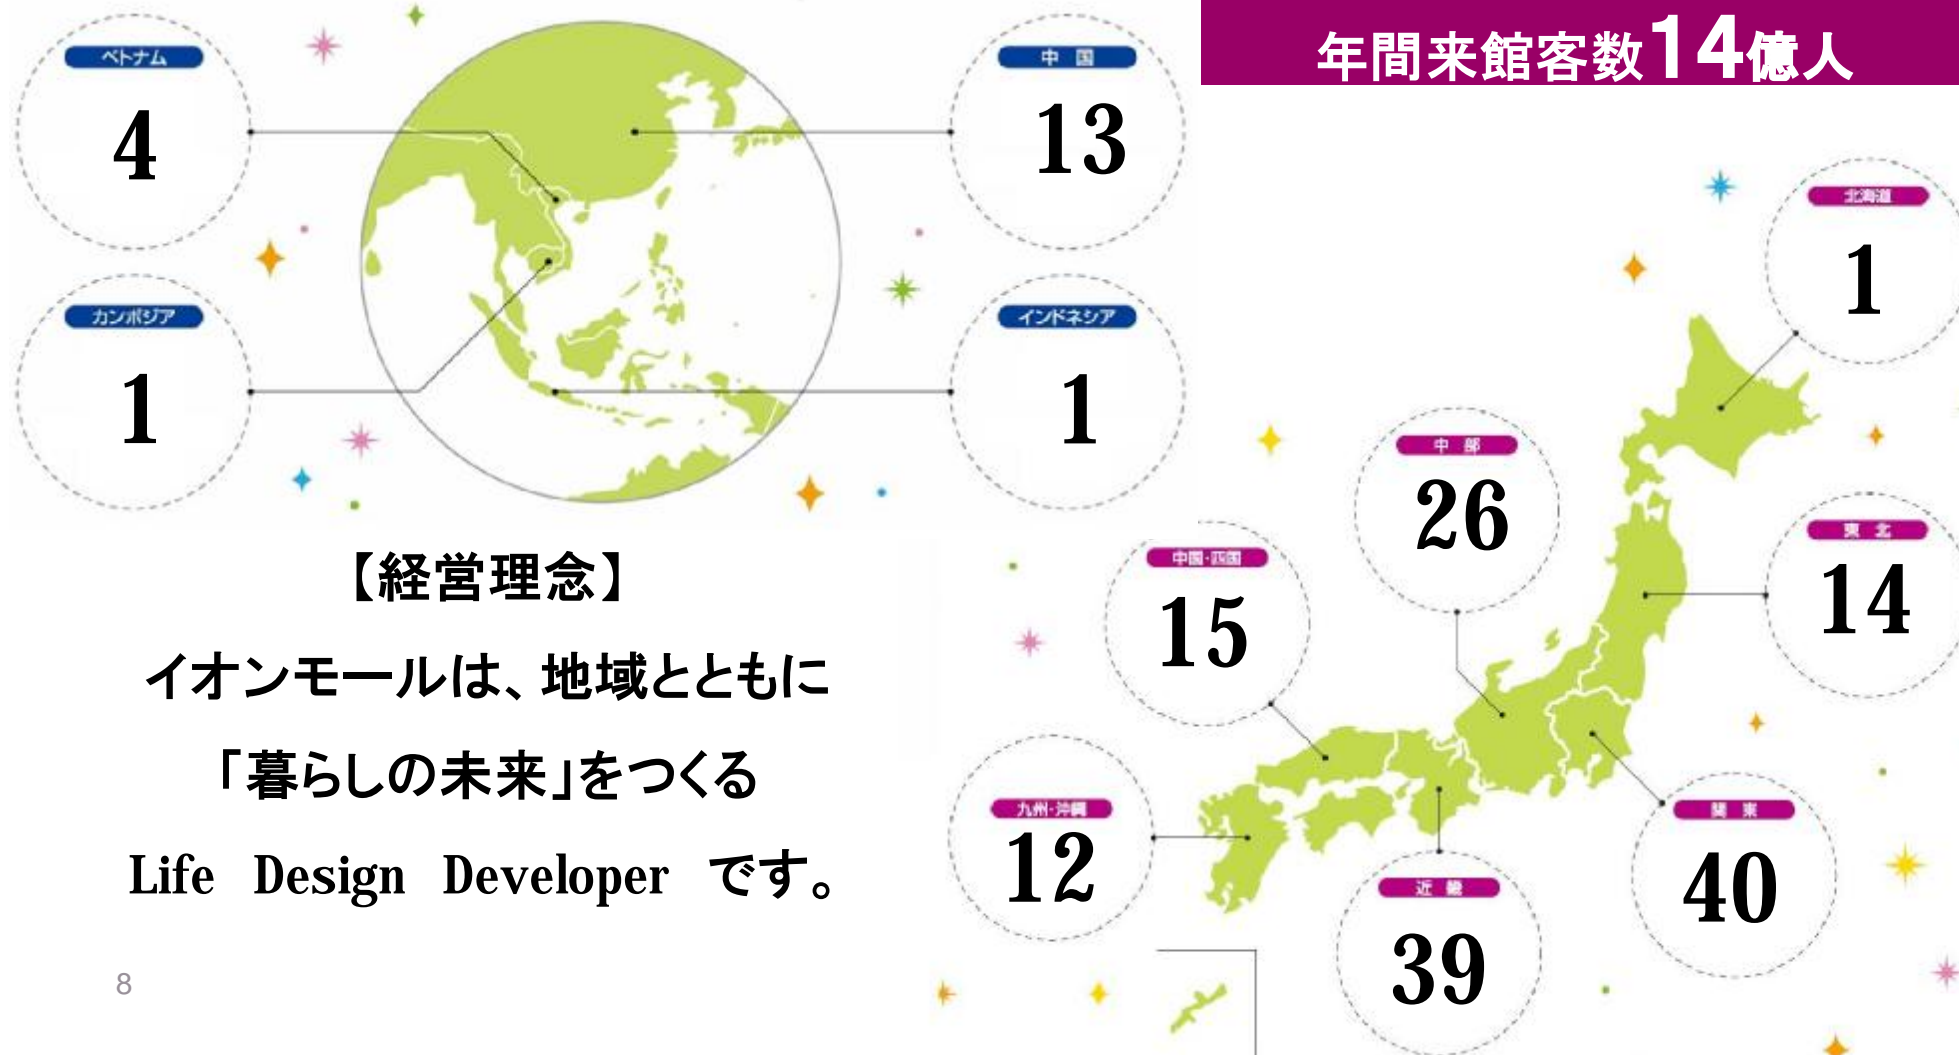 年間来館客数14億人
ベトナム
4
中国
13
カンボジア
1
インドネシア
1
北海道
1
中部
26
東北
14
中国・四国
15
九州・沖縄
12
関東
40
近畿
39
【経営理念】
イオンモールは、地域とともに
「暮らしの未来」をつくる
Life Design Developer です。
8